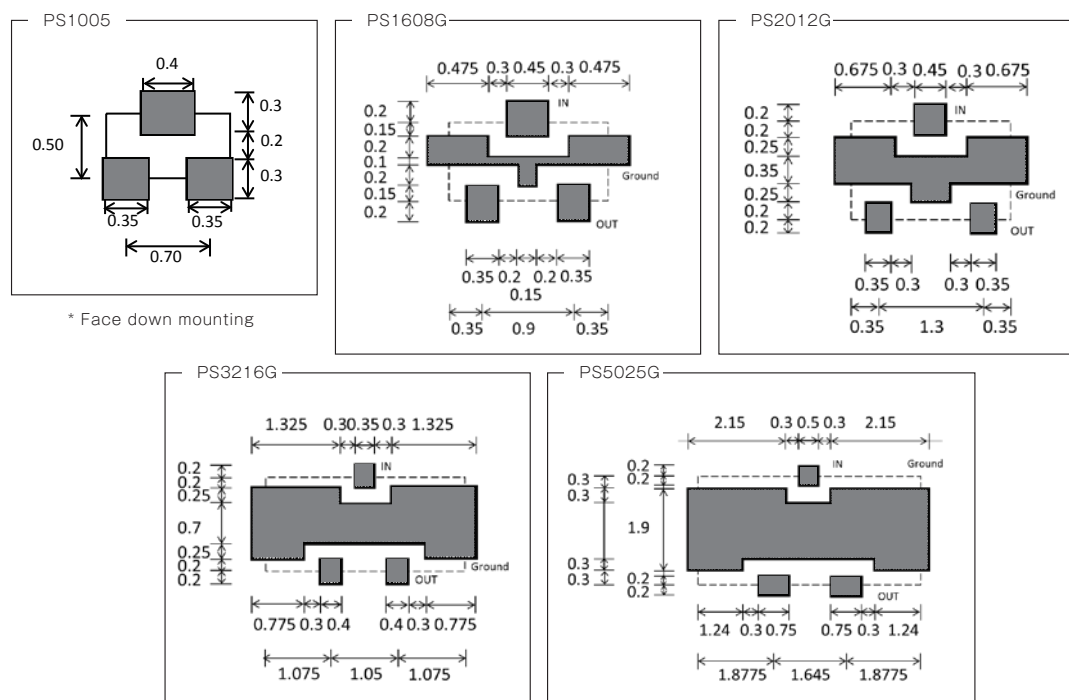 PS1005
0.4
0.3
0.50
0.2
0.3
0.35 0.35
0.70
* Face down mounting
PS1608G
0.475 0.3 0.45 0.3 0.475
IN
0.2
0.15
0.2
0.1
0.2
0.15
0.2
Ground
OUT
0.35 0.2 0.2 0.35
0.15
0.35 0.9 0.35
PS2012G
0.675 0.3 0.45 0.3 0.675
IN
0.2
0.2
0.25
0.35
0.25
0.2
0.2
Ground
OUT
0.35 0.3 0.3 0.35
0.35 1.3 0.35
PS3216G
1.325 0.3 0.35 0.3 1.325
IN
0.2
0.2
0.25
0.7
0.25
0.2
0.2
Ground
OUT
0.775 0.3 0.4 0.4 0.3 0.775
1.075 1.05 1.075
PS5025G
2.15 0.3 0.5 0.3 2.15
IN
Ground
0.2
0.3 0.2
0.3
1.9
0.3
0.3 0.2
0.2
OUT
1.24 0.3 0.75 0.75 0.3 1.24
1.8775 1.645 1.8775